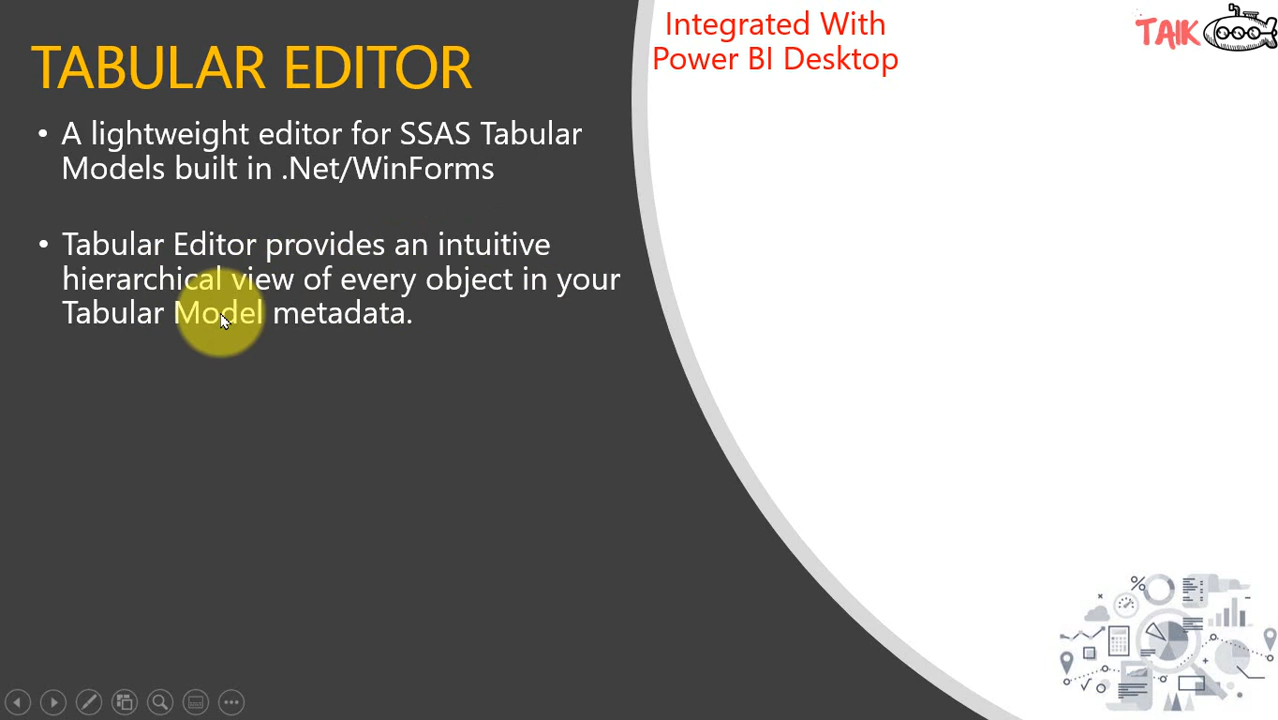 Integrated With
Power BI Desktop
TAIK
TABULAR EDITOR
• A lightweight editor for SSAS Tabular
Models built in .Net/WinForms
• Tabular Editor provides an intuitive
hierarchical view of every object in your
Tabular Model metadata.